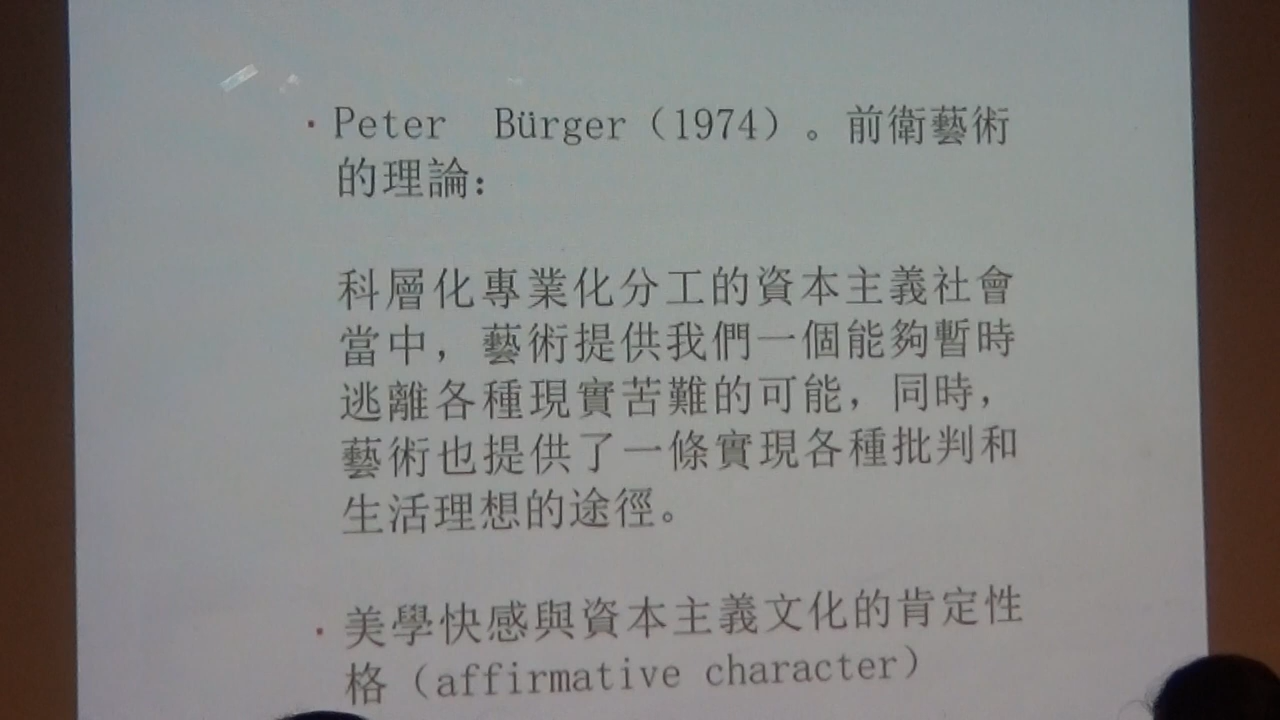 · Peter Bürger（1974）。前衛藝術
的理論：
科層化專業化分工的資本主義社會
當中，藝術提供我們一個能夠暫時
逃離各種現實苦難的可能，同時，
藝術也提供了一條實現各種批判和
生活理想的途徑。
· 美學快感與資本主義文化的肯定性
格（affirmative character）